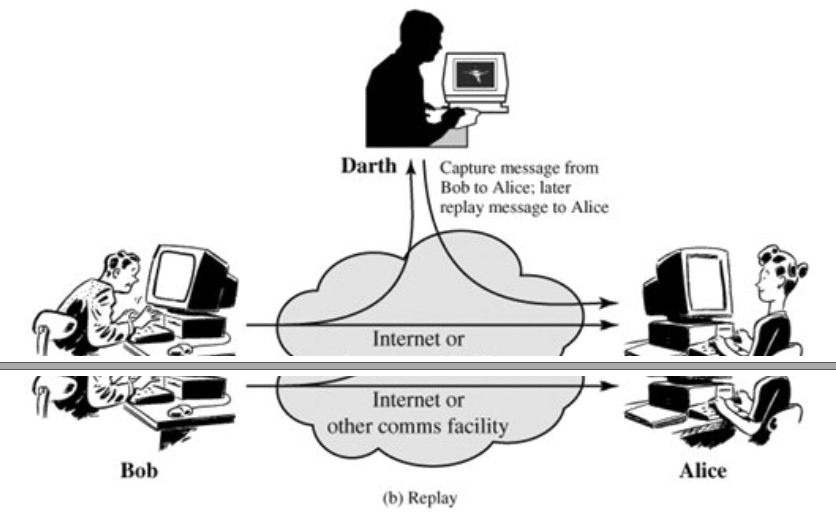 Darth
Capture message from
Bob to Alice; later
replay message to Alice
Internet or
Internet or
other comms facility
Bob
Alice
(b) Replay